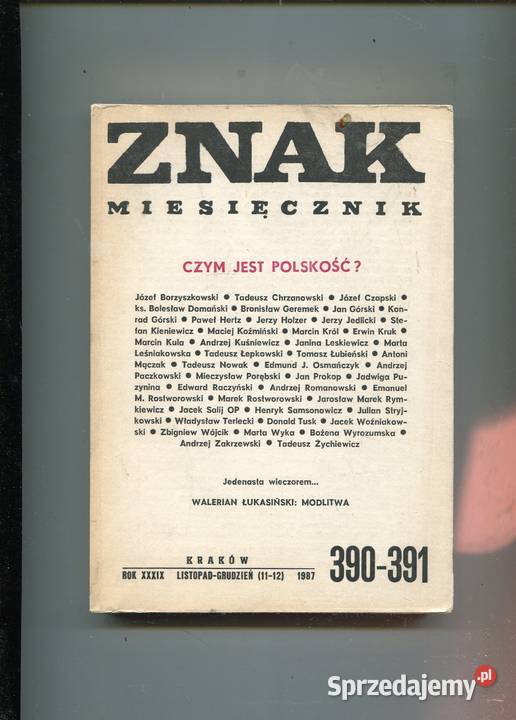 ZNAK
MIESIĘCZNIK
CZYM JEST POLSKOŚĆ?
Józef Borzyszkowski ● Tadeusz Chrzanowski ● Józef Czapski ●
ks. Bolesław Domański ● Bronisław Geremek ● Jan Górski ● Kon-
rad Górski ● Paweł Hertz ● Jerzy Holzer ● Jerzy Jedlicki ● Ste-
fan Kieniewicz ● Maciej Koźmiński ● Marcin Król ● Erwin Kruk ●
Marcin Kula ● Andrzej Kuśniewicz ● Janina Leskiewicz ● Marta
Leśniakowska ● Tadeusz Łepkowski ● Tomasz Łubieński ● Antoni
Mączak ● Tadeusz Nowak ● Edmund J. Osmańczyk ● Andrzej
Paczkowski ● Mieczysław Porębski ● Jan Prokop ● Jadwiga Pu-
zynina ● Edward Raczyński ● Andrzej Romanowski ● Emanuel
M. Rostworowski ● Marek Rostworowski ● Jarosław Marek Rym-
kiewicz ● Jacek Salij OP ● Henryk Samsonowicz ● Julian Stryj-
kowski ● Władysław Terlecki ● Donald Tusk ● Jacek Woźniakow-
ski ● Zbigniew Wójcik ● Marta Wyka ● Bożena Wyrozumska ●
Andrzej Zakrzewski ● Tadeusz Żychiewicz
Jedenasta wieczorem...
WALERIAN ŁUKASIŃSKI: MODLITWA
KRAKÓW
ROK XXXIX LISTOPAD-GRUDZIEŃ (11-12) 1987 390-391
Sprzedajemy.pl